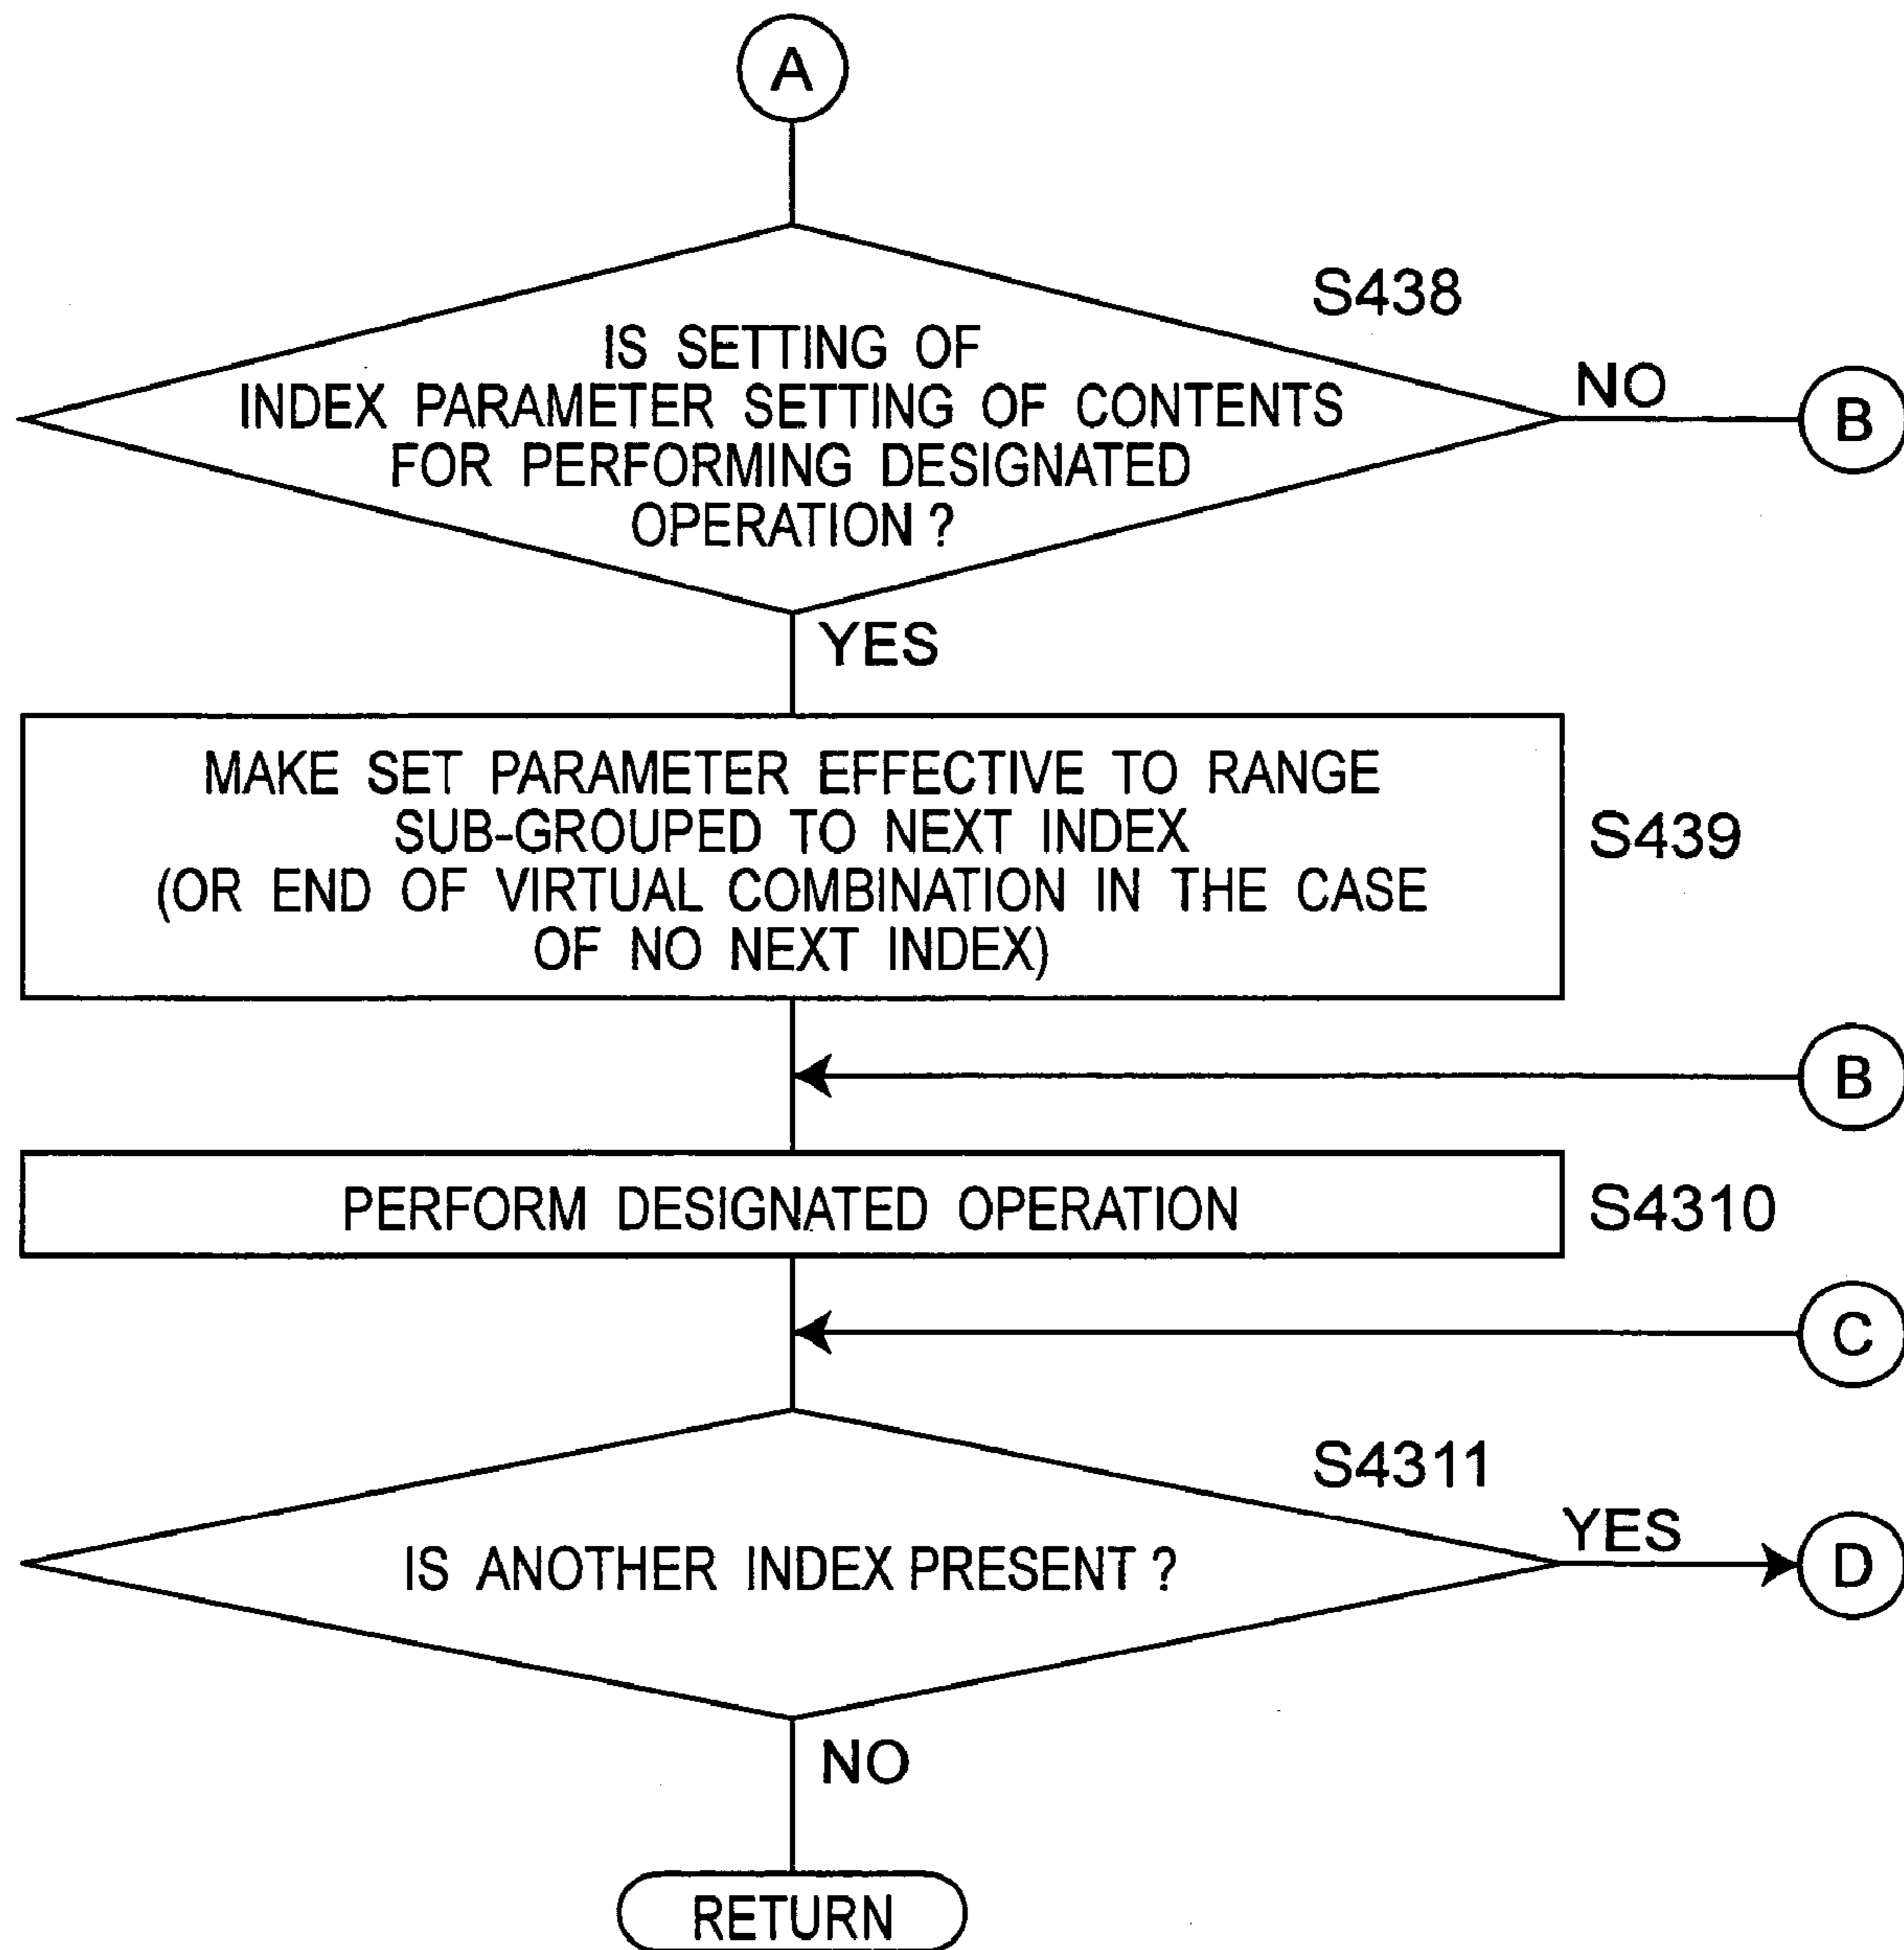 A
S438
IS SETTING OF
INDEX PARAMETER SETTING OF CONTENTS
FOR PERFORMING DESIGNATED
OPERATION ?
NO
B
YES
MAKE SET PARAMETER EFFECTIVE TO RANGE
SUB-GROUPED TO NEXT INDEX
(OR END OF VIRTUAL COMBINATION IN THE CASE
OF NO NEXT INDEX)
S439
B
PERFORM DESIGNATED OPERATION
S4310
C
S4311
IS ANOTHER INDEX PRESENT ?
YES
D
NO
RETURN